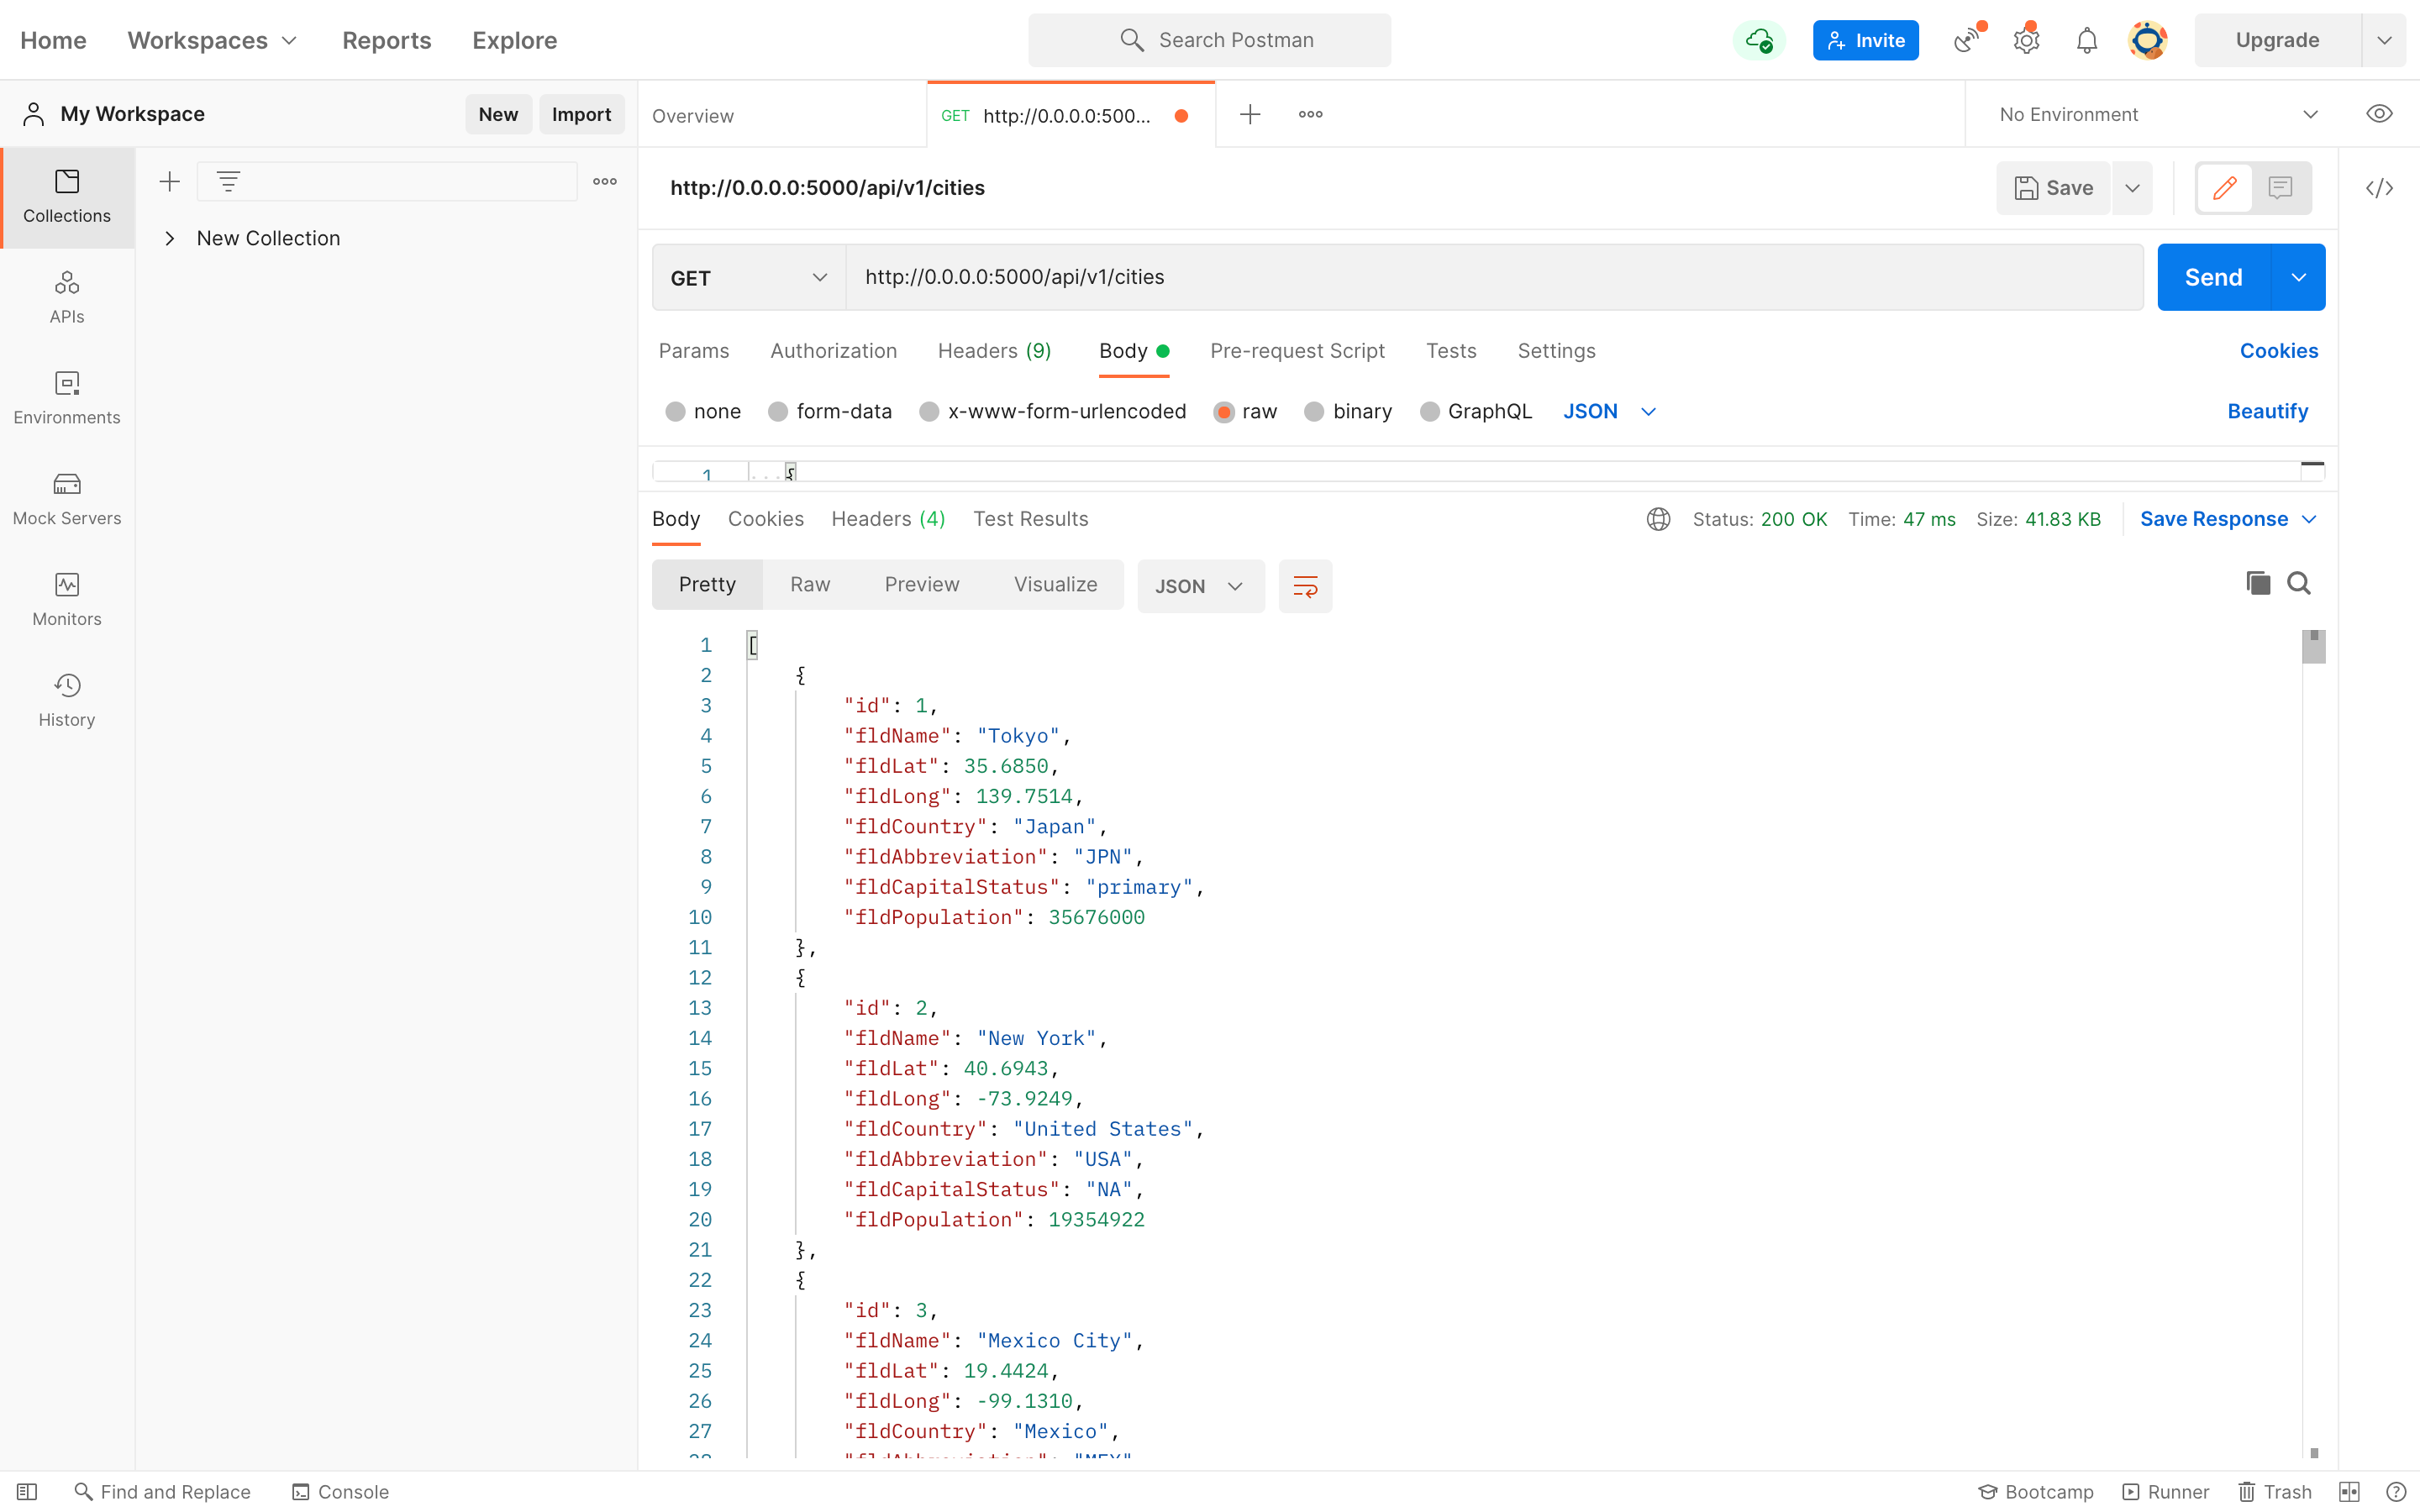 Home Workspaces Reports Explore Search Postman Invite Upgrade
My Workspace New Import Overview GET http://0.0.0.0:500... No Environment
Collections
APIs
Environments
Mock Servers
Monitors
History
New Collection
http://0.0.0.0:5000/api/v1/cities Save
GET http://0.0.0.0:5000/api/v1/cities Send
Params Authorization Headers (9) Body Pre-request Script Tests Settings Cookies
none form-data x-www-form-urlencoded raw binary GraphQL JSON Beautify
1 {
Body Cookies Headers (4) Test Results Status: 200 OK Time: 47 ms Size: 41.83 KB Save Response
Pretty Raw Preview Visualize JSON
1 [
2 {
3 "id": 1,
4 "fldName": "Tokyo",
5 "fldLat": 35.6850,
6 "fldLong": 139.7514,
7 "fldCountry": "Japan",
8 "fldAbbreviation": "JPN",
9 "fldCapitalStatus": "primary",
10 "fldPopulation": 35676000
11 },
12 {
13 "id": 2,
14 "fldName": "New York",
15 "fldLat": 40.6943,
16 "fldLong": -73.9249,
17 "fldCountry": "United States",
18 "fldAbbreviation": "USA",
19 "fldCapitalStatus": "NA",
20 "fldPopulation": 19354922
21 },
22 {
23 "id": 3,
24 "fldName": "Mexico City",
25 "fldLat": 19.4424,
26 "fldLong": -99.1310,
27 "fldCountry": "Mexico",
Find and Replace Console Bootcamp Runner Trash